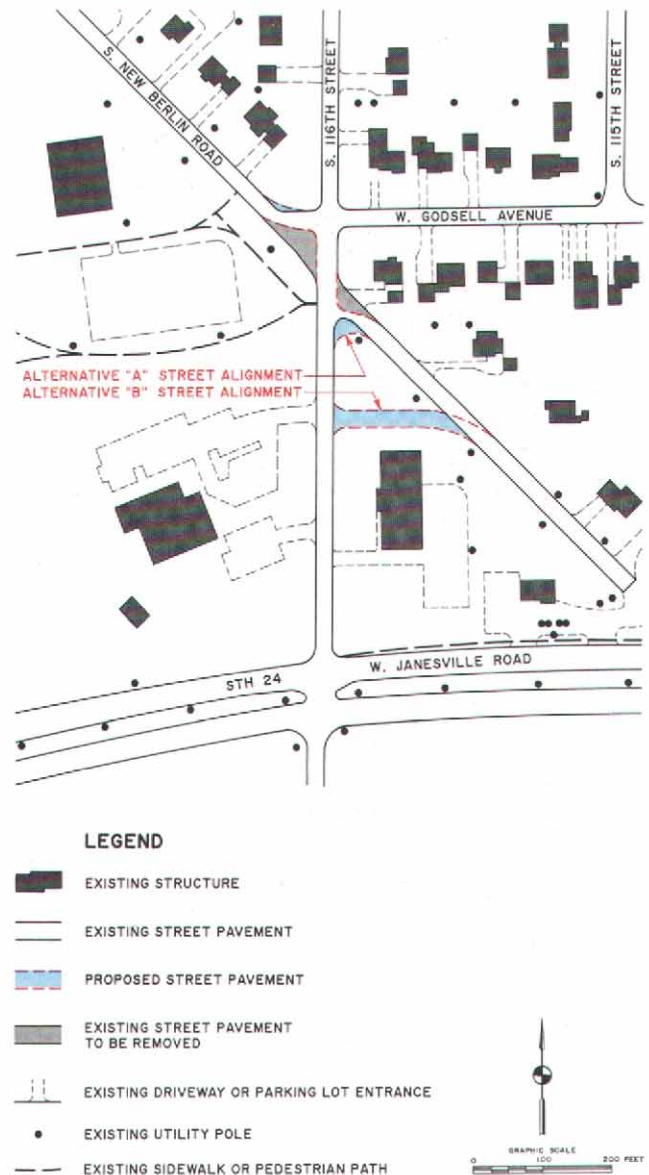 S. NEW BERLIN ROAD
S. 116TH STREET
S. 115TH STREET
W. GODSELL AVENUE
ALTERNATIVE "A" STREET ALIGNMENT
ALTERNATIVE "B" STREET ALIGNMENT
W. JANESVILLE ROAD
STH 24
LEGEND
EXISTING STRUCTURE
EXISTING STREET PAVEMENT
PROPOSED STREET PAVEMENT
EXISTING STREET PAVEMENT
TO BE REMOVED
EXISTING DRIVEWAY OR PARKING LOT ENTRANCE
EXISTING UTILITY POLE
EXISTING SIDEWALK OR PEDESTRIAN PATH
GRAPHIC SCALE
0 100 200 FEET